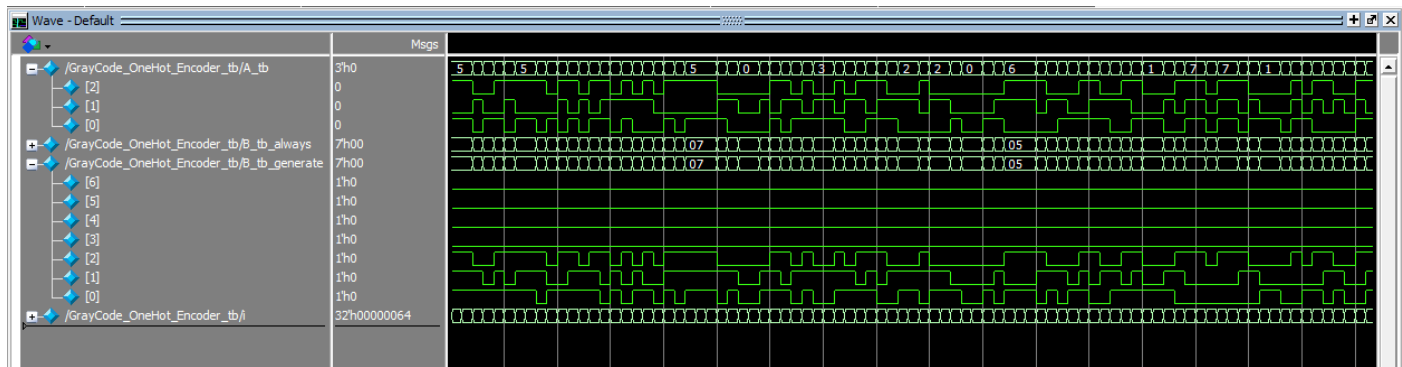 Wave - Default
Msgs
/GrayCode_OneHot_Encoder_tb/A_tb 3'h0 5 5 5 0 3 2 2 0 6 1 7 7 1
[2] 0
[1] 0
[0] 0
/GrayCode_OneHot_Encoder_tb/B_tb_always 7'h00 07 05
/GrayCode_OneHot_Encoder_tb/B_tb_generate 7'h00 07 05
[6] 1'h0
[5] 1'h0
[4] 1'h0
[3] 1'h0
[2] 1'h0
[1] 1'h0
[0] 1'h0
/GrayCode_OneHot_Encoder_tb/i 32'h00000064